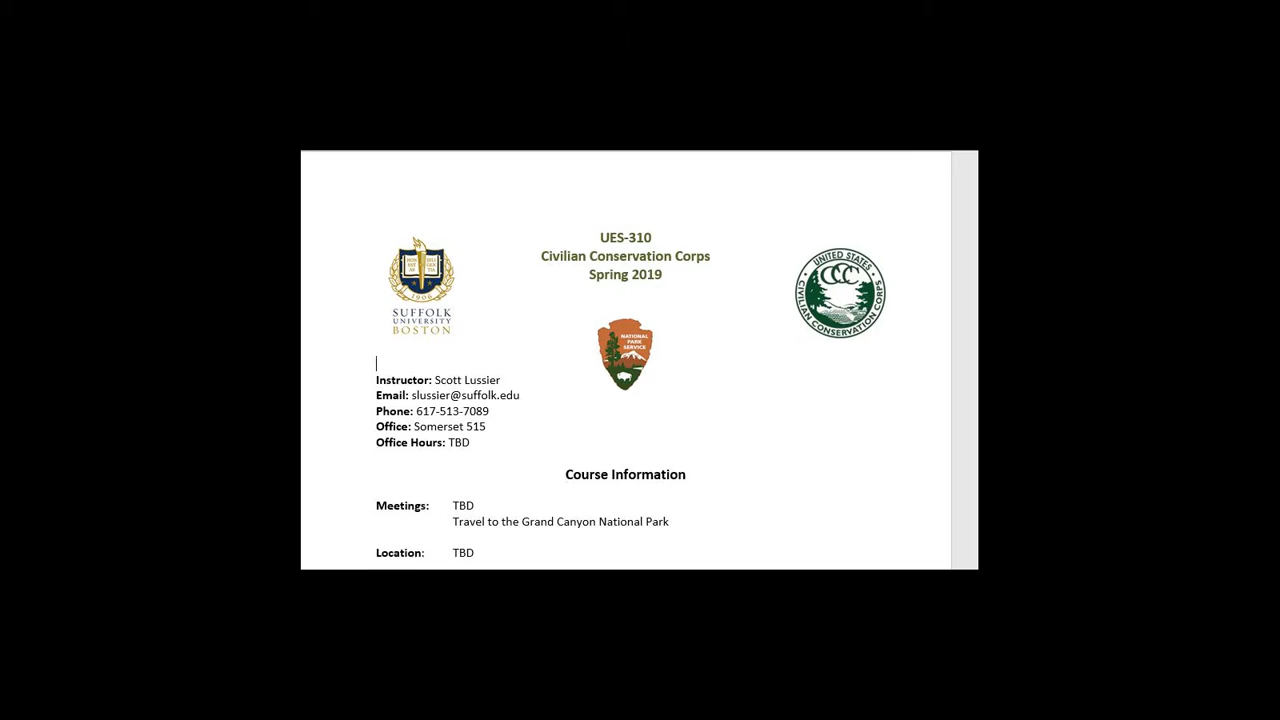 UES-310
Civilian Conservation Corps
Spring 2019
1906
SUFFOLK
UNIVERSITY
BOSTON
UNITED STATES
CCC
CIVILIAN CONSERVATION CORPS
NATIONAL
PARK
SERVICE
Instructor: Scott Lussier
Email: slussier@suffolk.edu
Phone: 617-513-7089
Office: Somerset 515
Office Hours: TBD
Course Information
Meetings: TBD
Travel to the Grand Canyon National Park
Location: TBD